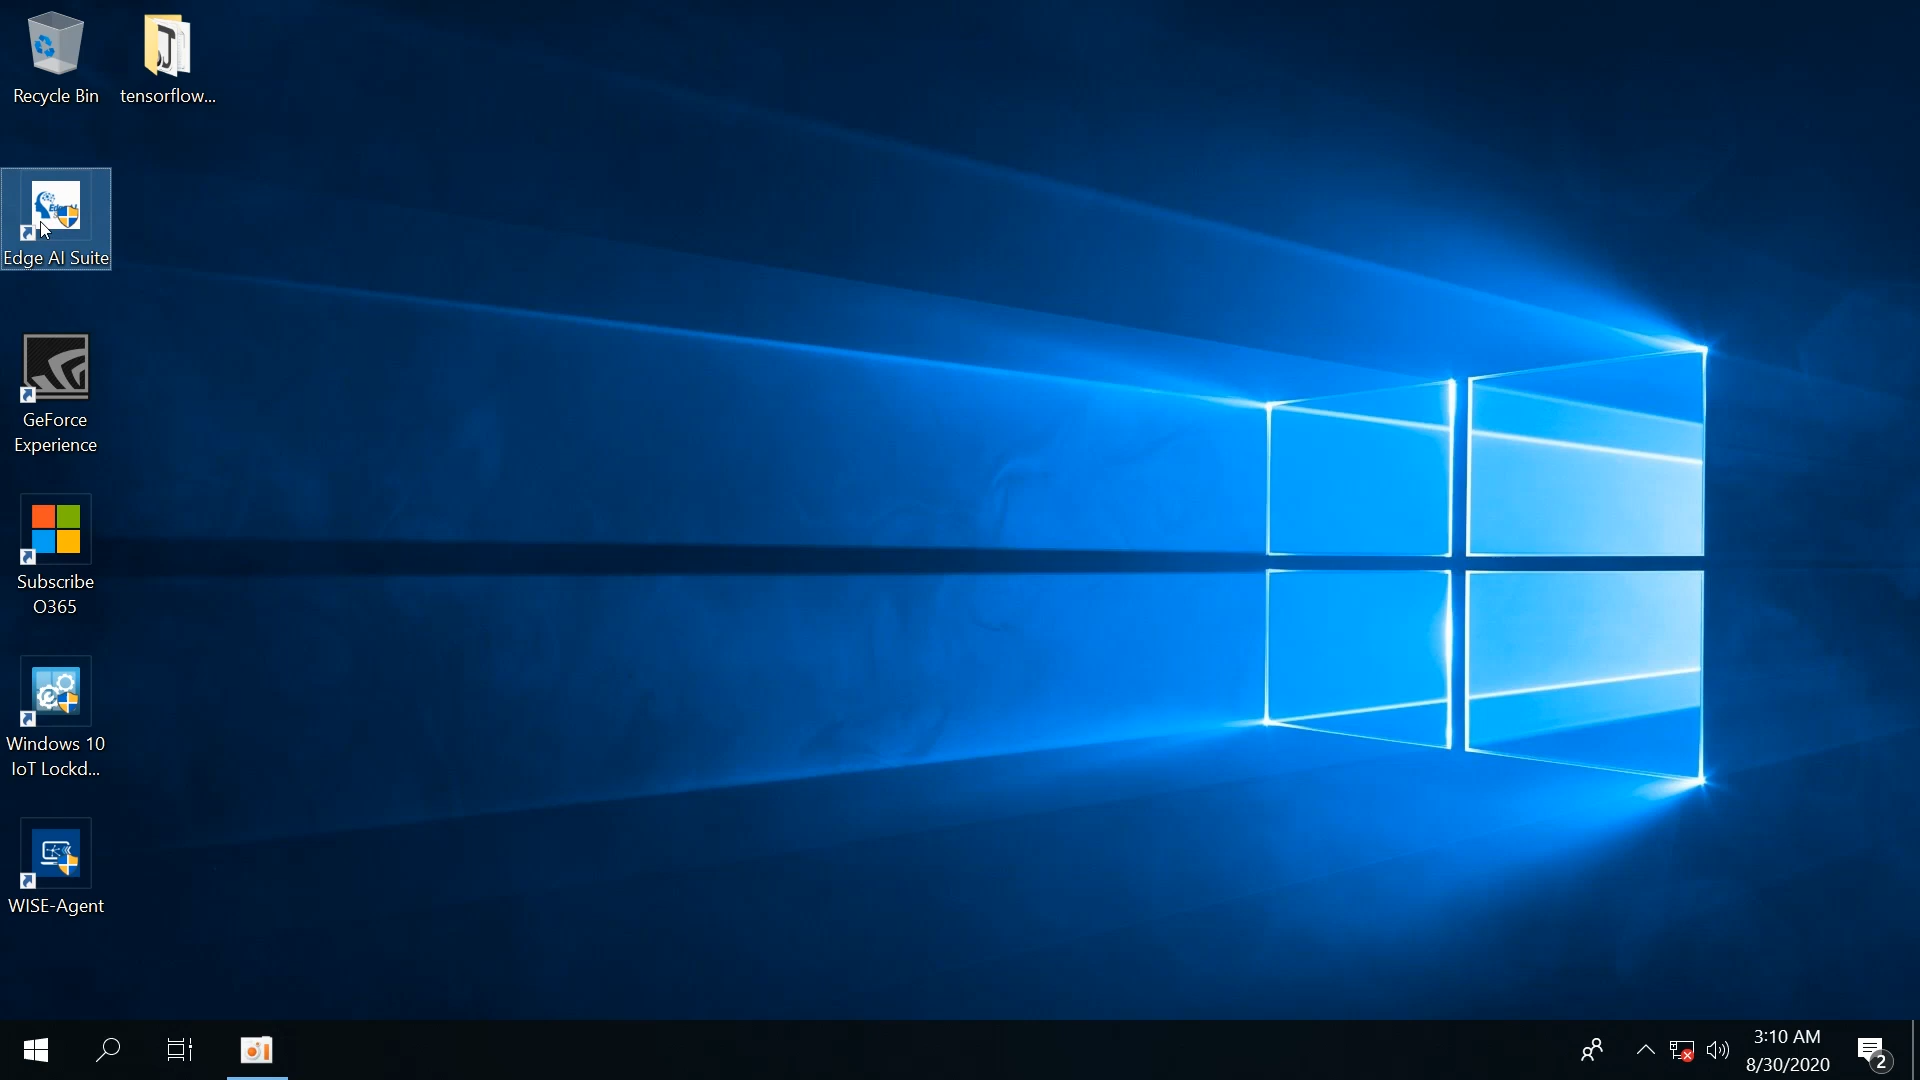 Recycle Bin
tensorflow...
Edge AI Suite
GeForce
Experience
Subscribe
O365
Windows 10
IoT Lockd...
WISE-Agent
3:10 AM
8/30/2020
2